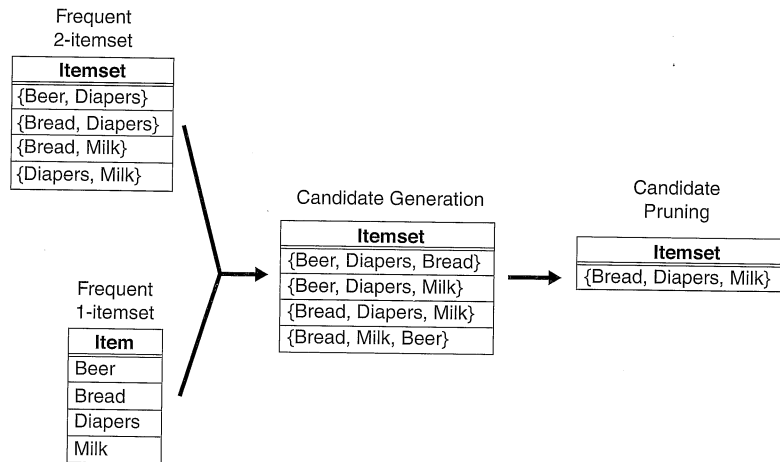 Frequent
2-itemset
Itemset
{Beer, Diapers}
{Bread, Diapers}
{Bread, Milk}
{Diapers, Milk}
Frequent
1-itemset
Item
Beer
Bread
Diapers
Milk
Candidate Generation
Itemset
{Beer, Diapers, Bread}
{Beer, Diapers, Milk}
{Bread, Diapers, Milk}
{Bread, Milk, Beer}
Candidate
Pruning
Itemset
{Bread, Diapers, Milk}